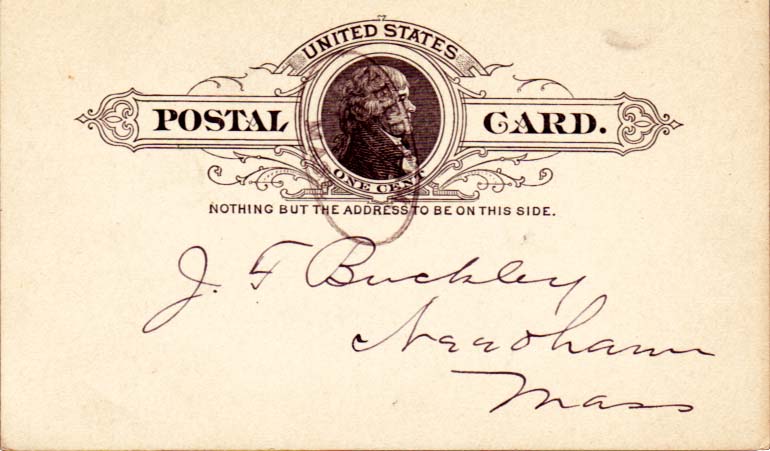 UNITED STATES
POSTAL CARD.
ONE CENT
NOTHING BUT THE ADDRESS TO BE ON THIS SIDE.
J. F Buckley
Needham
Mass